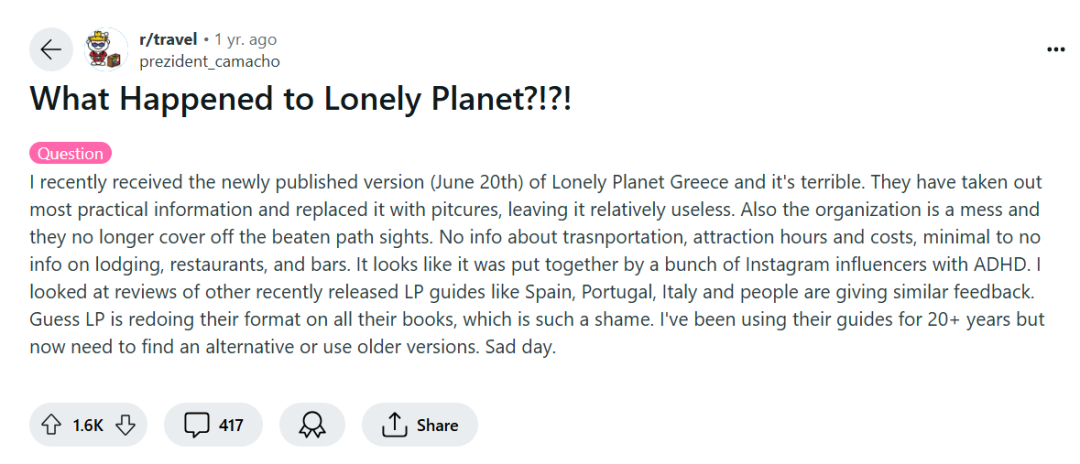 r/travel • 1 yr. ago
prezident_camacho
What Happened to Lonely Planet?!?!
Question
I recently received the newly published version (June 20th) of Lonely Planet Greece and it's terrible. They have taken out
most practical information and replaced it with pitcures, leaving it relatively useless. Also the organization is a mess and
they no longer cover off the beaten path sights. No info about trasnportation, attraction hours and costs, minimal to no
info on lodging, restaurants, and bars. It looks like it was put together by a bunch of Instagram influencers with ADHD. I
looked at reviews of other recently released LP guides like Spain, Portugal, Italy and people are giving similar feedback.
Guess LP is redoing their format on all their books, which is such a shame. I've been using their guides for 20+ years but
now need to find an alternative or use older versions. Sad day.
1.6K 417 Share